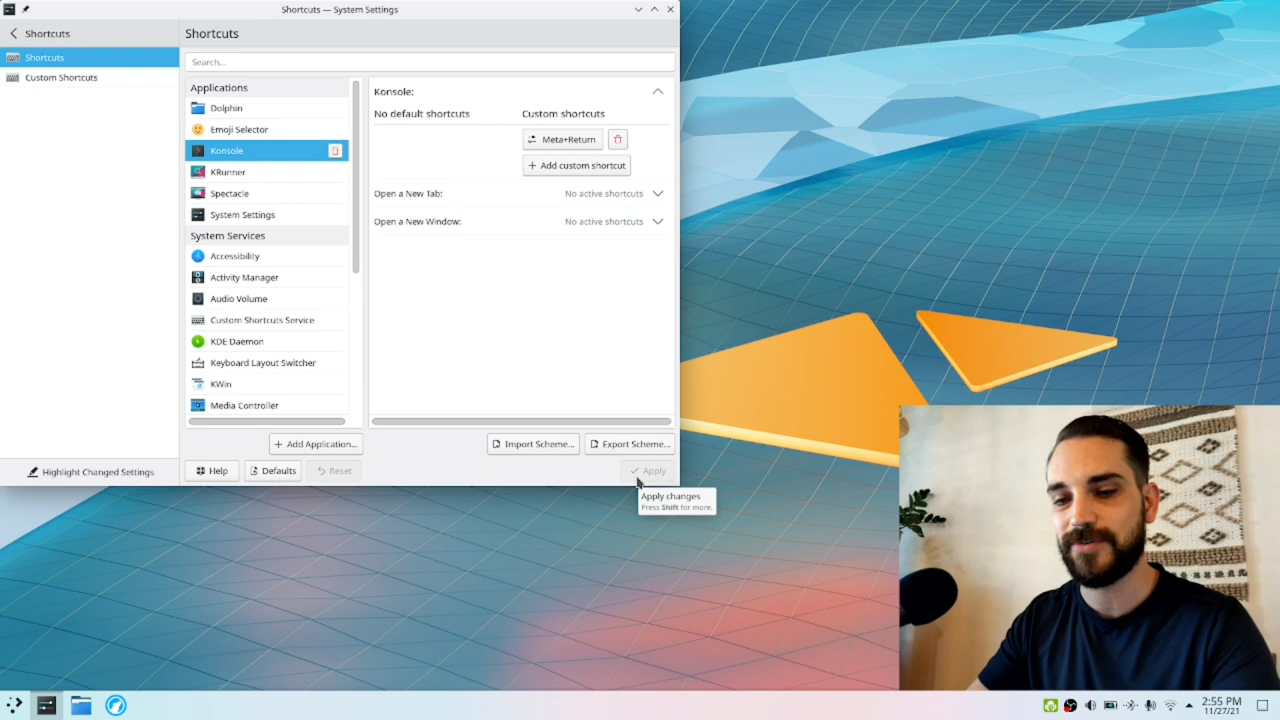 Shortcuts — System Settings
Shortcuts
Shortcuts
Custom Shortcuts
Highlight Changed Settings
Shortcuts
Search...
Applications
Dolphin
Emoji Selector
Konsole
KRunner
Spectacle
System Settings
System Services
Accessibility
Activity Manager
Audio Volume
Custom Shortcuts Service
KDE Daemon
Keyboard Layout Switcher
KWin
Media Controller
+ Add Application...
Konsole:
No default shortcuts
Custom shortcuts
Meta+Return
+ Add custom shortcut
Open a New Tab: No active shortcuts
Open a New Window: No active shortcuts
Import Scheme...
Export Scheme...
Help
Defaults
Reset
Apply
Apply changes
Press Shift for more.
2:55 PM
11/27/21